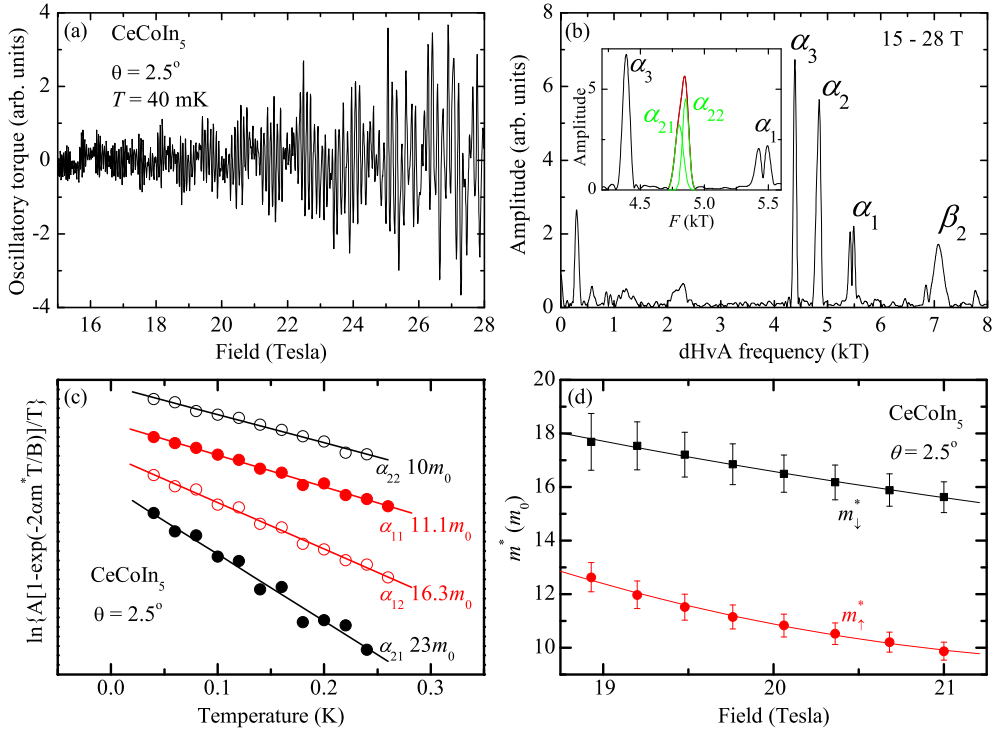 (a)
CeCoIn5
θ = 2.5°
T = 40 mK
Oscillatory torque (arb. units)
4
2
0
-2
-4
16 18 20 22 24 26 28
Field (Tesla)
(b)
15 - 28 T
α3
α2
α1
β2
Amplitude (arb. units)
8
6
4
2
0
0 1 2 3 4 5 6 7 8
dHvA frequency (kT)
α3
α21
α22
α1
Amplitude
5
0
4.5 5.0 5.5
F (kT)
(c)
ln{A[1-exp(-2αm*T/B)]/T}
α22 10m0
α11 11.1m0
α12 16.3m0
α21 23m0
CeCoIn5
θ = 2.5°
0.0 0.1 0.2 0.3
Temperature (K)
(d)
CeCoIn5
θ = 2.5°
m* (m0)
20
18
16
14
12
10
m↓*
m↑*
19 20 21
Field (Tesla)